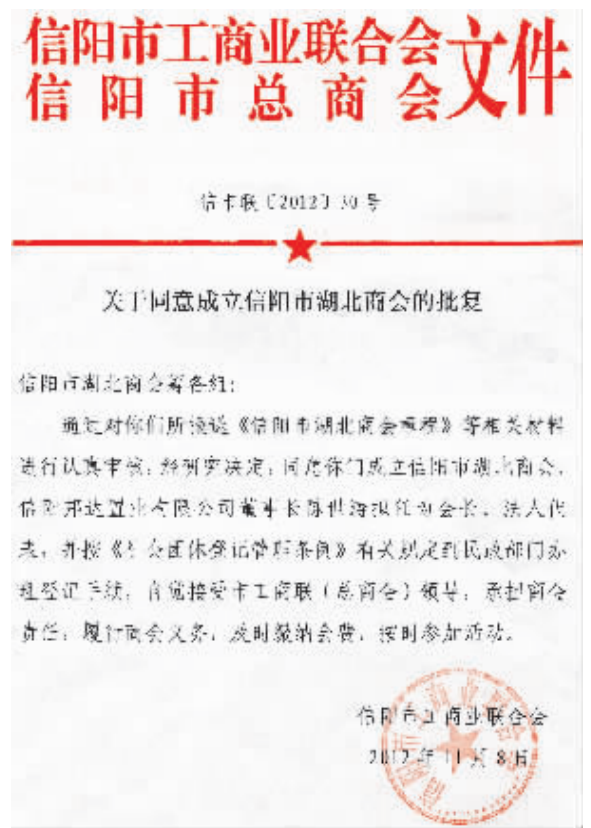 信阳市工商业联合会文件
信阳市总商会
信市联〔2012〕30号
关于同意成立信阳市湖北商会的批复
信阳市湖北商会筹备组：
通过对你们所报送《信阳市湖北商会章程》等相关材料
进行认真审核，经研究决定，同意你们成立信阳市湖北商会，
信阳邦达置业有限公司董事长陈世海拟任 会长、法人代
表，并按《社会团体登记管理条例》有关规定到民政部门办
理登记手续，自觉接受市工商联（总商会）领导，承担商会
责任，履行商会义务，及时缴纳会费，按时参加活动。
信阳市工商业联合会
2012年11月8日